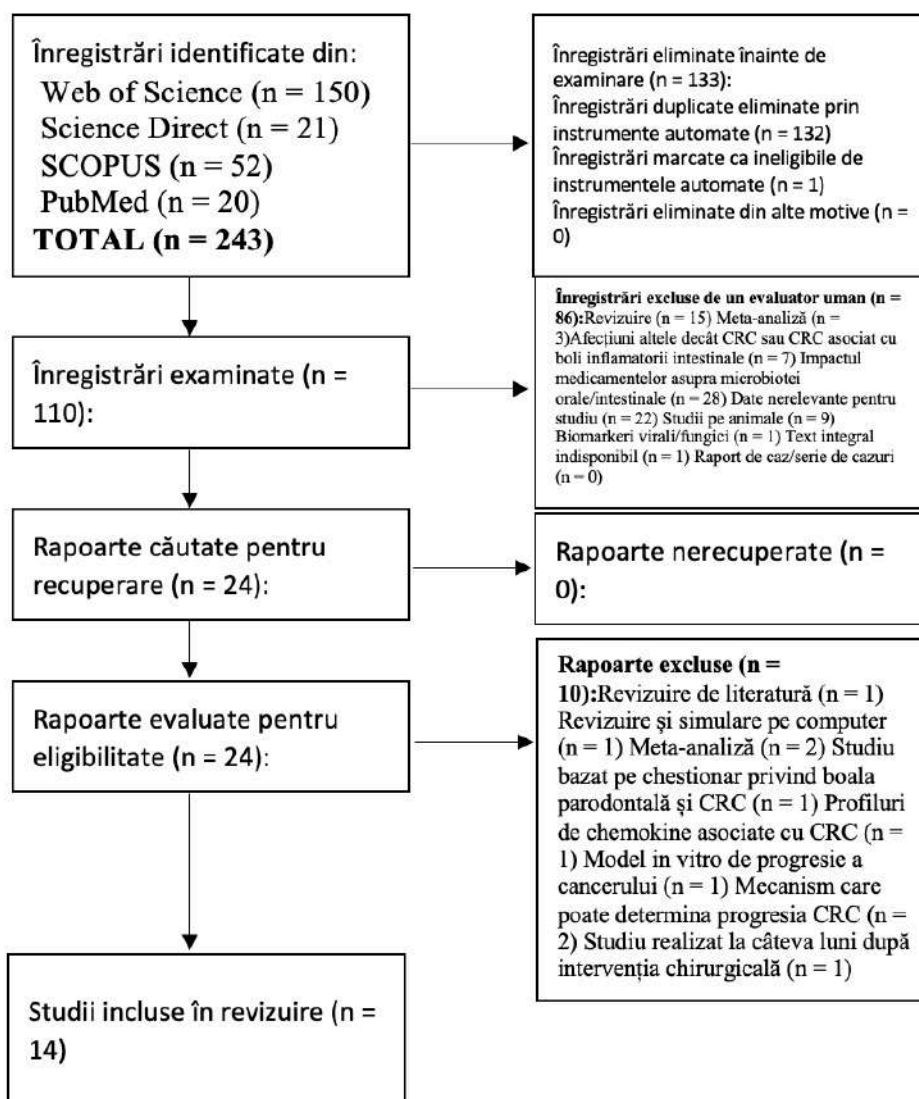 Înregistrări identificate din:
Web of Science (n = 150)
Science Direct (n = 21)
SCOPUS (n = 52)
PubMed (n = 20)
TOTAL (n = 243)
Înregistrări eliminate înainte de
examinare (n = 133):
Înregistrări duplicate eliminate prin
instrumente automate (n = 132)
Înregistrări marcate ca ineligibile de
instrumentele automate (n = 1)
Înregistrări eliminate din alte motive (n =
0)
Înregistrări examinate (n =
110):
Înregistrări excluse de un evaluator uman (n =
86):Revizuire (n = 15) Meta-analiză (n =
3)Afecțiuni altele decât CRC sau CRC asociat cu
boli inflamatorii intestinale (n = 7) Impactul
medicamentelor asupra microbiotei
orale/intestinale (n = 28) Date nerelevante pentru
studiu (n = 22) Studii pe animale (n = 9)
Biomarkeri virali/fungici (n = 1) Text integral
indisponibil (n = 1) Raport de caz/serie de cazuri
(n = 0)
Rapoarte căutate pentru
recuperare (n = 24):
Rapoarte nerecuperate (n =
0):
Rapoarte evaluate pentru
eligibilitate (n = 24):
Rapoarte excluse (n =
10):Revizuire de literatură (n = 1)
Revizuire și simulare pe computer
(n = 1) Meta-analiză (n = 2) Studiu
bazat pe chestionar privind boala
parodontală și CRC (n = 1) Profiluri
de chemokine asociate cu CRC (n =
1) Model in vitro de progresie a
cancerului (n = 1) Mecanism care
poate determina progresia CRC (n =
2) Studiu realizat la câteva luni după
intervenția chirurgicală (n = 1)
Studii incluse în revizuire (n =
14)